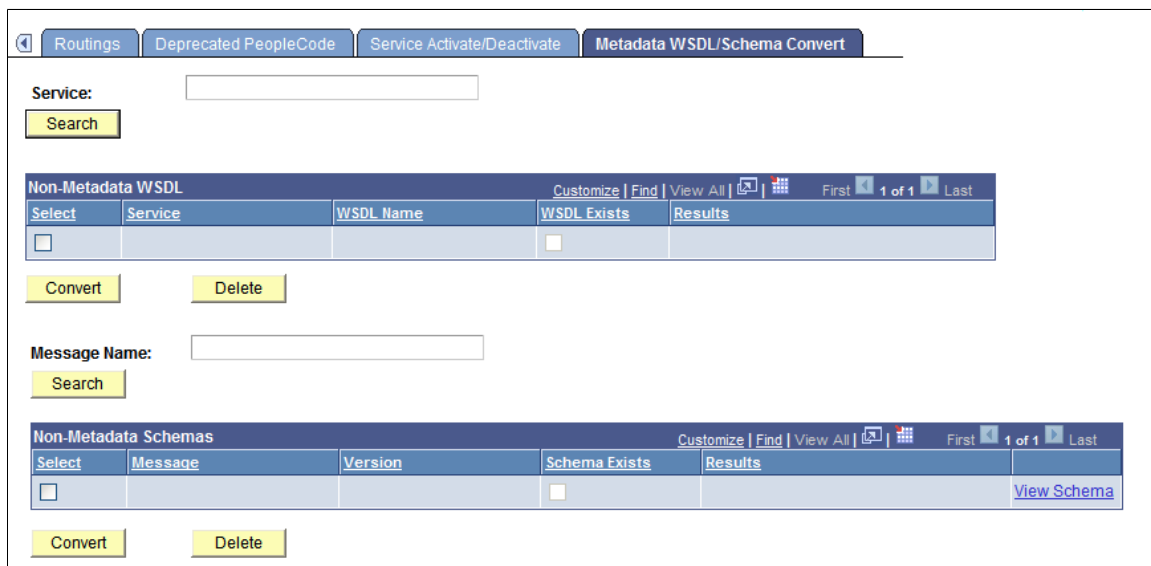 Routings Deprecated PeopleCode Service Activate/Deactivate Metadata WSDL/Schema Convert
Service:
Search
Non-Metadata WSDL Customize | Find | View All | | First 1 of 1 Last
Select Service WSDL Name WSDL Exists Results
Convert Delete
Message Name:
Search
Non-Metadata Schemas Customize | Find | View All | | First 1 of 1 Last
Select Message Version Schema Exists Results
View Schema
Convert Delete